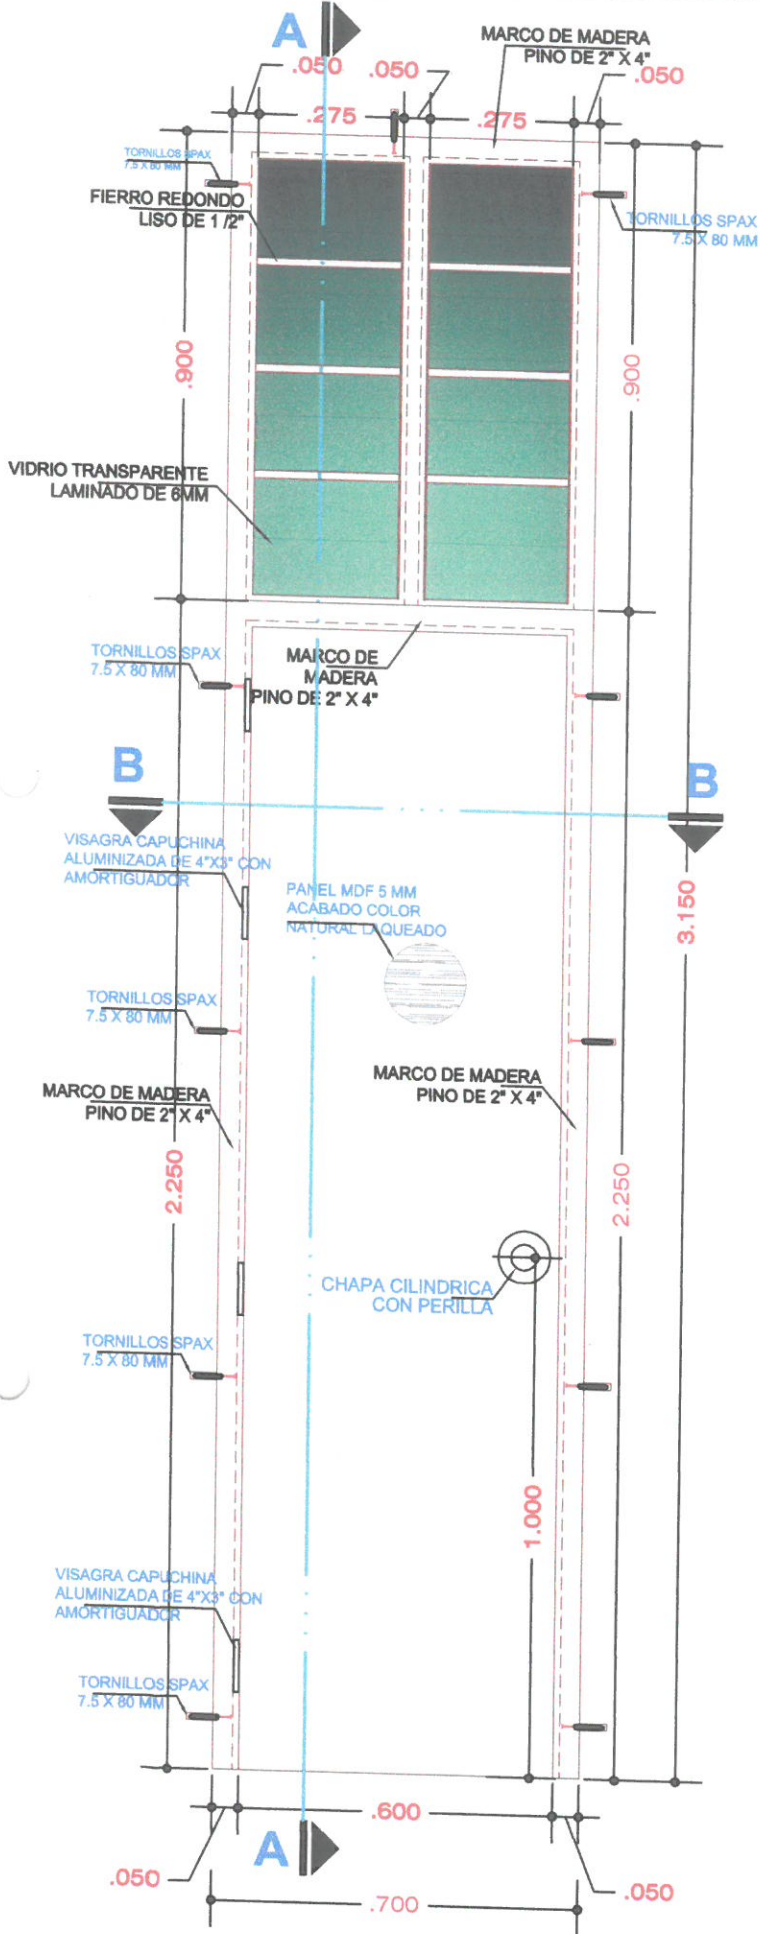 A
MARCO DE MADERA
PINO DE 2" X 4"
.050
.050
.050
.275
.275
TORNILLOS SPAX
7.5 X 80 MM
FIERRO REDONDO
LISO DE 1 /2"
TORNILLOS SPAX
7.5 X 80 MM
.900
.900
VIDRIO TRANSPARENTE
LAMINADO DE 6MM
TORNILLOS SPAX
7.5 X 80 MM
MARCO DE
MADERA
PINO DE 2" X 4"
B
B
VISAGRA CAPUCHINA
ALUMINIZADA DE 4"X3" CON
AMORTIGUADOR
PANEL MDF 5 MM
ACABADO COLOR
NATURAL LAQUEADO
3.150
TORNILLOS SPAX
7.5 X 80 MM
MARCO DE MADERA
PINO DE 2" X 4"
MARCO DE MADERA
PINO DE 2" X 4"
2.250
2.250
CHAPA CILINDRICA
CON PERILLA
TORNILLOS SPAX
7.5 X 80 MM
1.000
VISAGRA CAPUCHINA
ALUMINIZADA DE 4"X3" CON
AMORTIGUADOR
TORNILLOS SPAX
7.5 X 80 MM
.600
A
.050
.050
.700